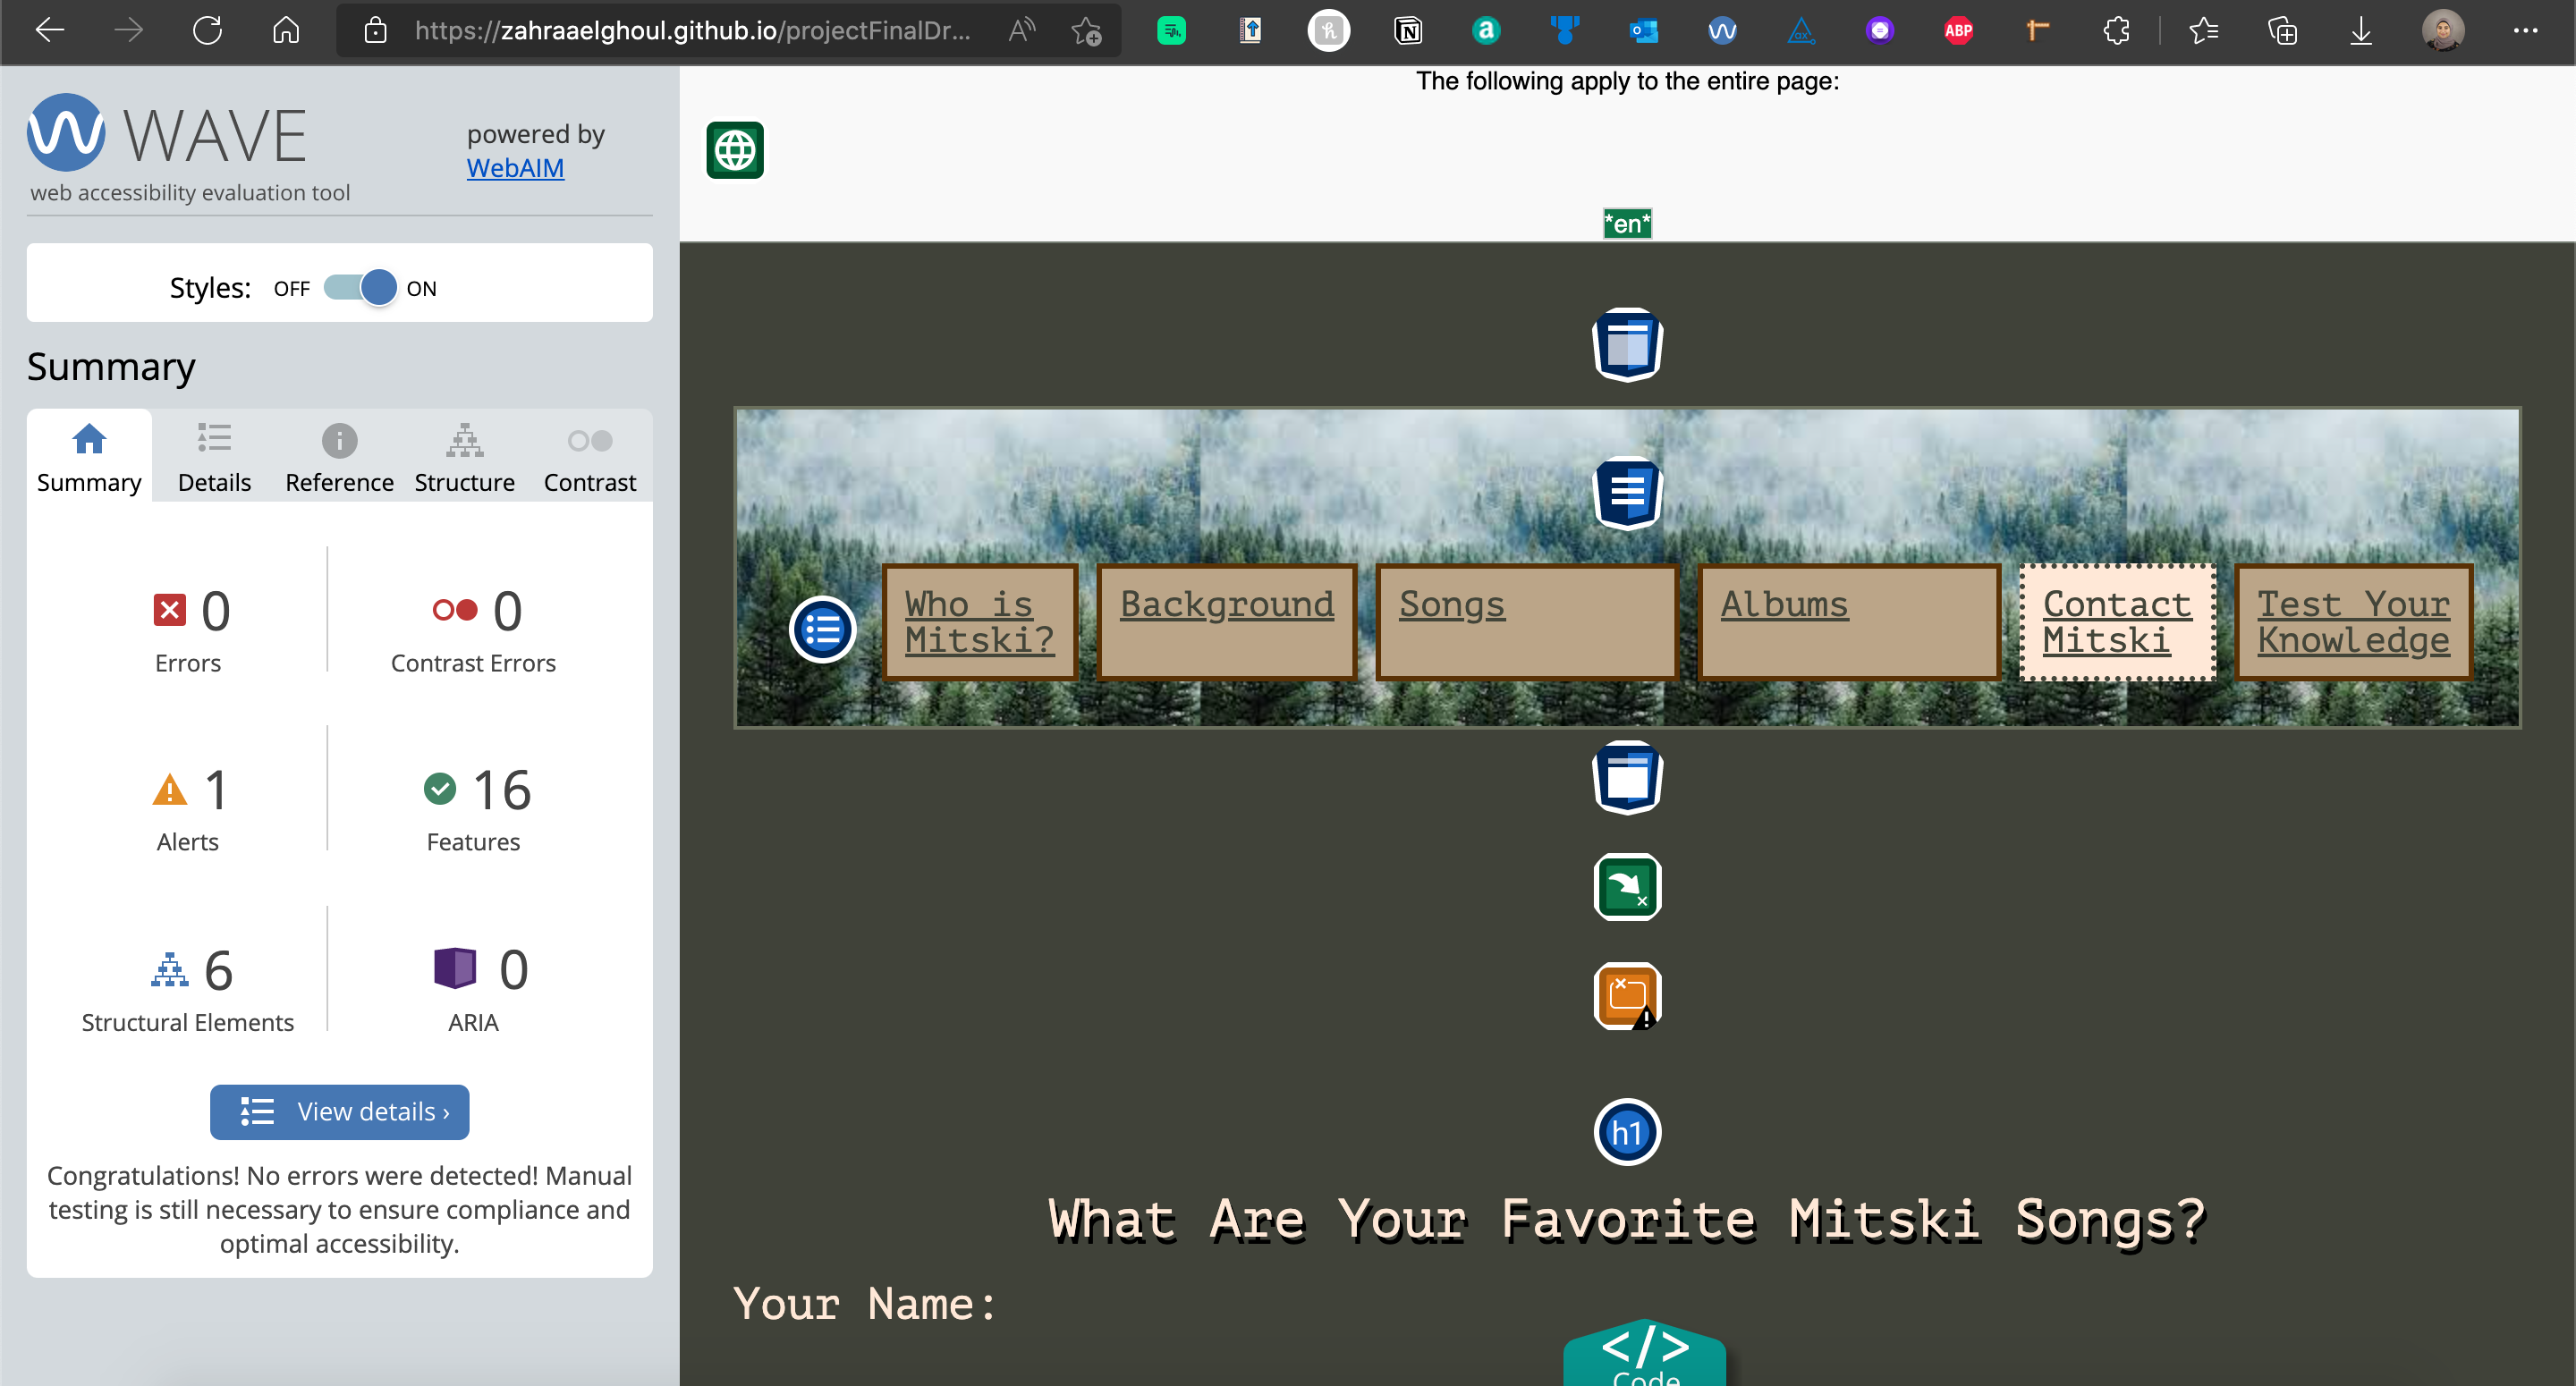 https://zahraaelghoul.github.io/projectFinalDr...
ABP
WAVE
web accessibility evaluation tool
powered by
WebAIM
Styles: OFF ON
Summary
Summary Details Reference Structure Contrast
0
Errors
0
Contrast Errors
1
Alerts
16
Features
6
Structural Elements
0
ARIA
View details ›
Congratulations! No errors were detected! Manual
testing is still necessary to ensure compliance and
optimal accessibility.
The following apply to the entire page:
*en*
Who is
Mitski?
Background
Songs
Albums
Contact
Mitski
Test Your
Knowledge
h1
What Are Your Favorite Mitski Songs?
Your Name:
</>
Code